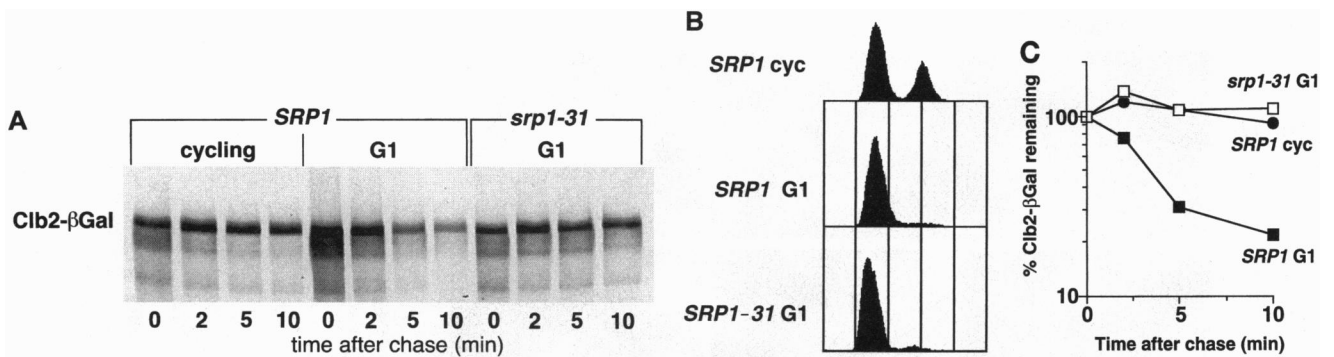 A
SRP1
srp1-31
cycling
G1
G1
Clb2-βGal
0 2 5 10 0 2 5 10 0 2 5 10
time after chase (min)
B
SRP1 cyc
SRP1 G1
SRP1-31 G1
C
% Clb2-βGal remaining
100
10
srp1-31 G1
SRP1 cyc
SRP1 G1
0 5 10
Time after chase (min)